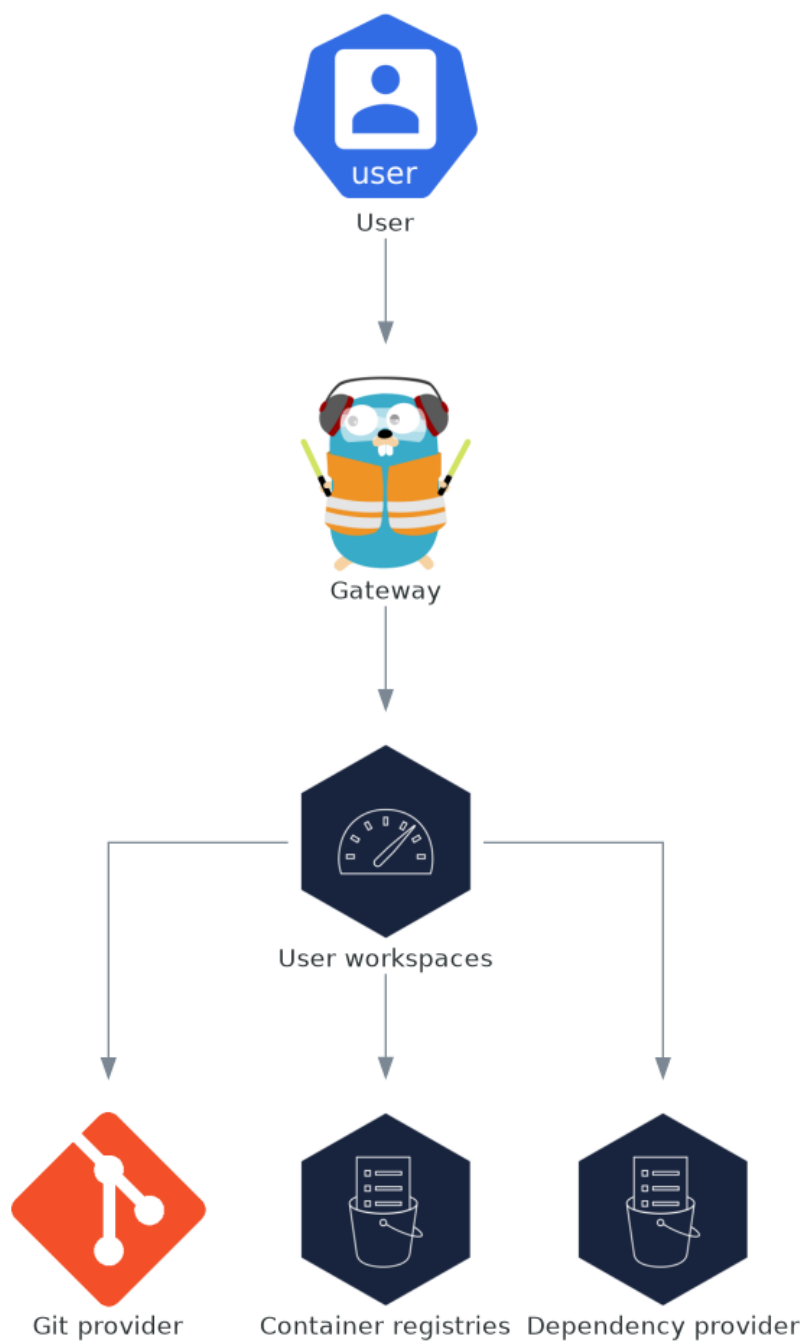 user
User
Gateway
User workspaces
Git provider
Container registries
Dependency provider